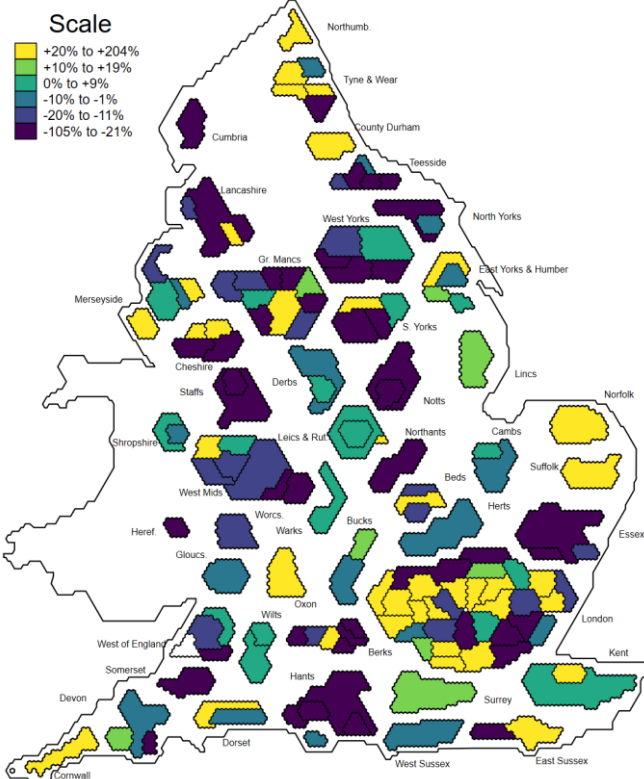 Scale
+20% to +204%
+10% to +19%
0% to +9%
-10% to -1%
-20% to -11%
-105% to -21%
Northumb.
Tyne & Wear
County Durham
Cumbria
Teesside
Lancashire
North Yorks
West Yorks
Gr. Mancs
East Yorks & Humber
Merseyside
S. Yorks
Cheshire
Lincs
Staffs
Derbs
Notts
Norfolk
Shropshire
Leics & Rut.
Northants
Cambs
Suffolk
West Mids
Beds
Herts
Worcs.
Warks
Bucks
Essex
Heref.
Gloucs.
Oxon
London
Wilts
West of England
Berks
Kent
Somerset
Hants
Surrey
Devon
Dorset
West Sussex
East Sussex
Cornwall